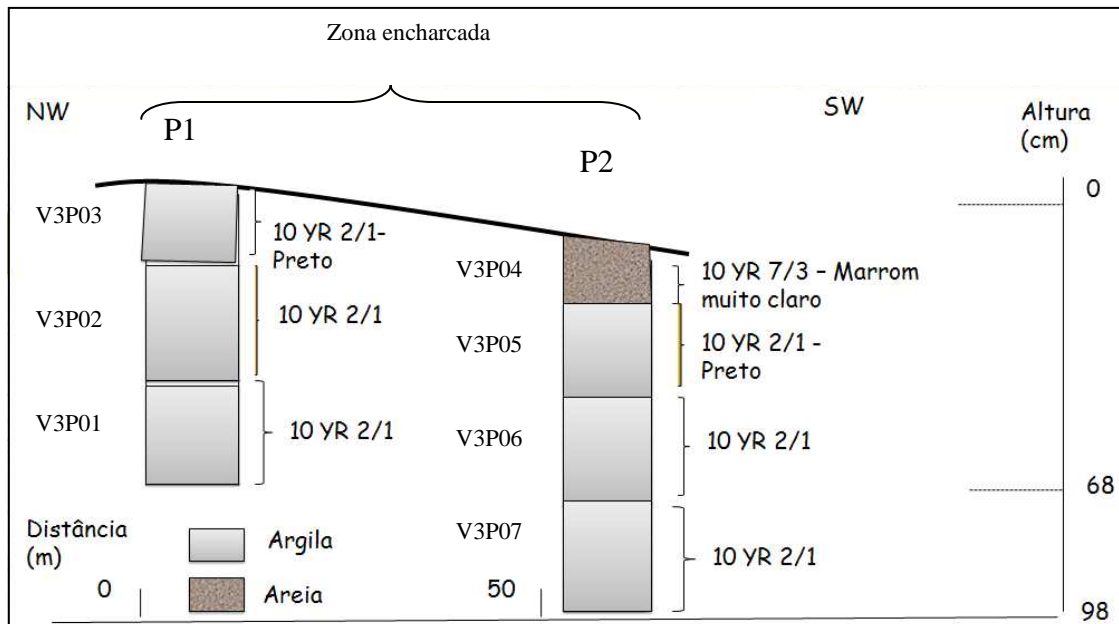 Zona encharcada
NW
SW
Altura
(cm)
P1
P2
0
V3P03
10 YR 2/1-
Preto
V3P04
10 YR 7/3 – Marrom
muito claro
V3P02
10 YR 2/1
V3P05
10 YR 2/1 -
Preto
V3P01
10 YR 2/1
V3P06
10 YR 2/1
68
Distância
(m)
Argila
V3P07
10 YR 2/1
0
Areia
50
98